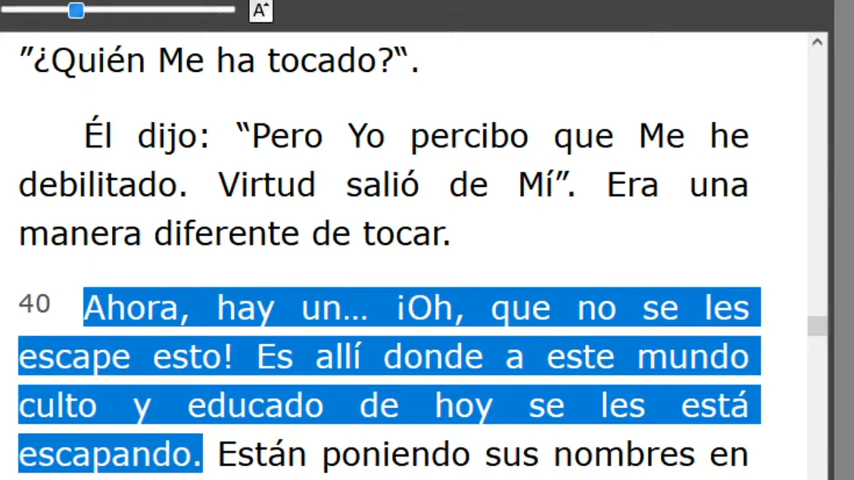 A
”¿Quién Me ha tocado?“.
Él dijo: “Pero Yo percibo que Me he
debilitado. Virtud salió de Mí”. Era una
manera diferente de tocar.
40 Ahora, hay un… ¡Oh, que no se les
escape esto! Es allí donde a este mundo
culto y educado de hoy se les está
escapando. Están poniendo sus nombres en